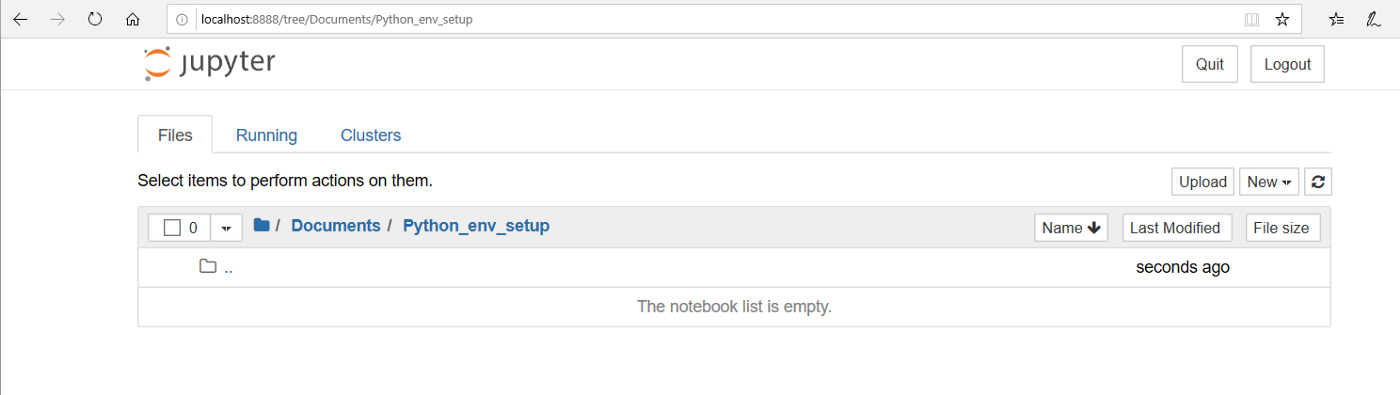 localhost:8888/tree/Documents/Python_env_setup
jupyter
Quit Logout
Files Running Clusters
Select items to perform actions on them.
Upload New
0 / Documents / Python_env_setup Name Last Modified File size
.. seconds ago
The notebook list is empty.